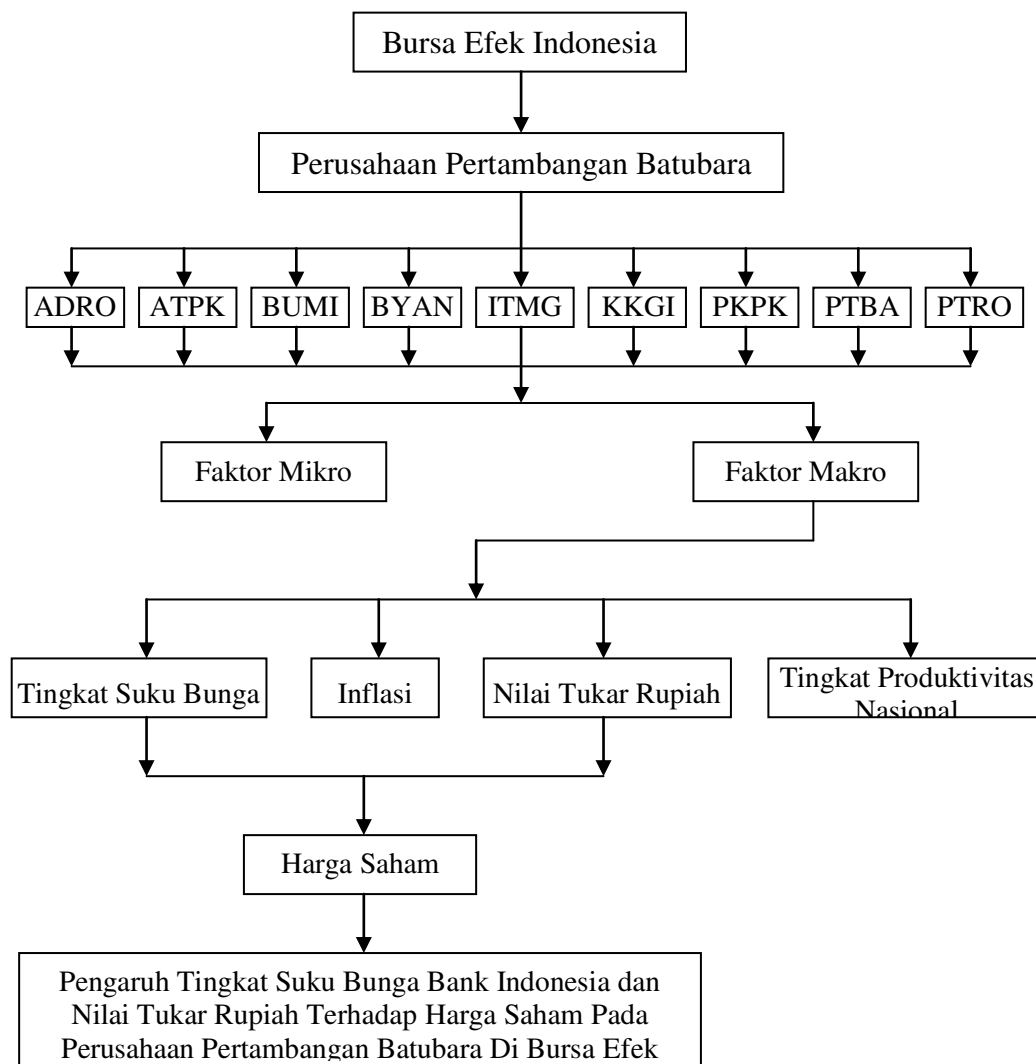 Bursa Efek Indonesia
Perusahaan Pertambangan Batubara
ADRO ATPK BUMI BYAN ITMG KKGI PKPK PTBA PTRO
Faktor Mikro Faktor Makro
Tingkat Suku Bunga Inflasi Nilai Tukar Rupiah Tingkat Produktivitas
Nasional
Harga Saham
Pengaruh Tingkat Suku Bunga Bank Indonesia dan
Nilai Tukar Rupiah Terhadap Harga Saham Pada
Perusahaan Pertambangan Batubara Di Bursa Efek